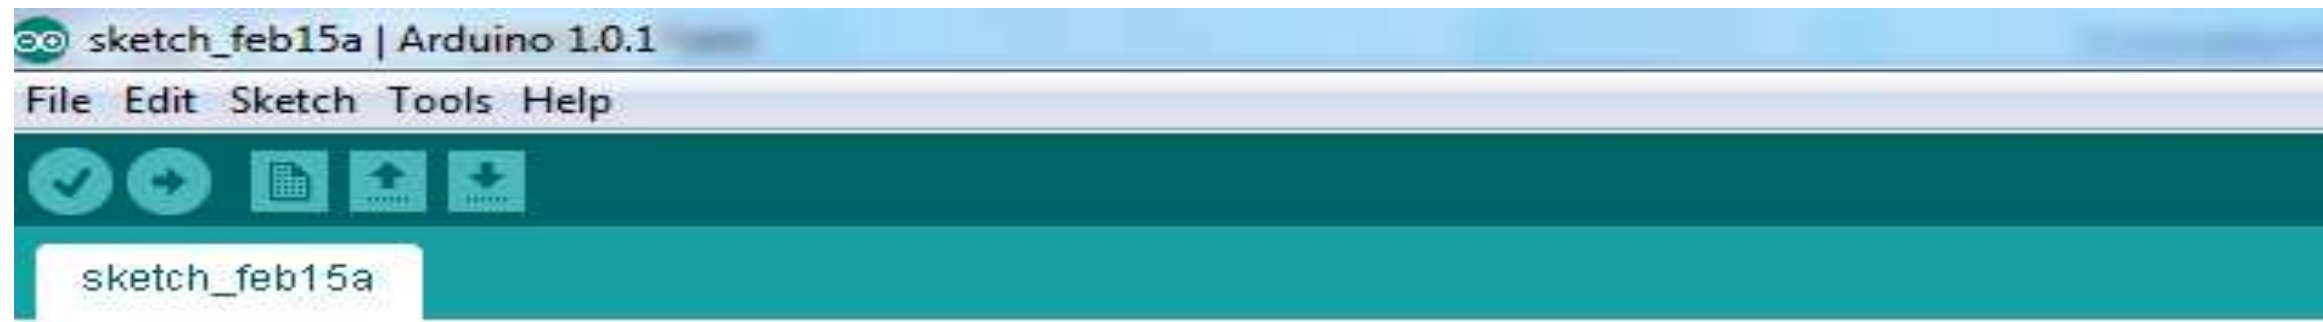 sketch_feb15a | Arduino 1.0.1
File Edit Sketch Tools Help
sketch_feb15a